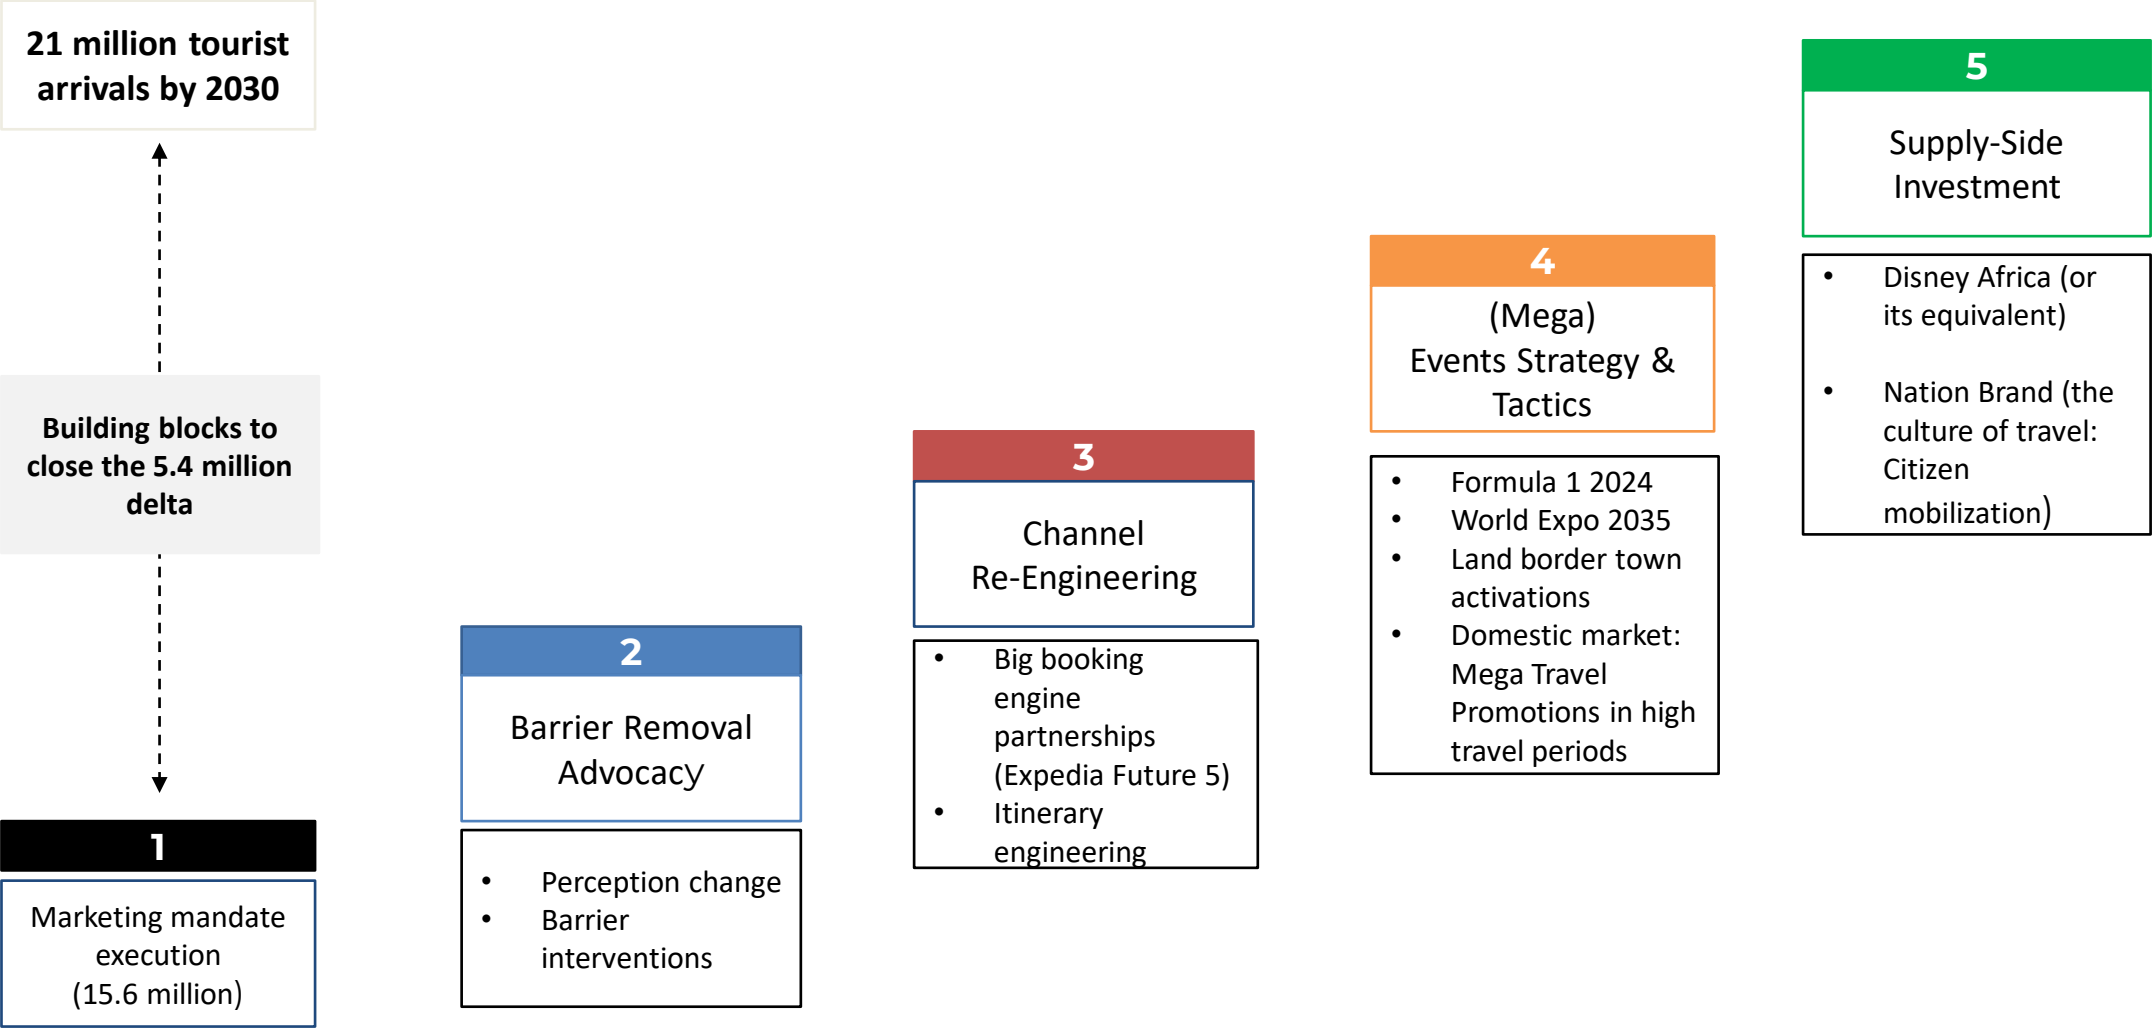 21 million tourist
arrivals by 2030
Building blocks to
close the 5.4 million
delta
1
Marketing mandate
execution
(15.6 million)
2
Barrier Removal
Advocacy
• Perception change
• Barrier
interventions
3
Channel
Re-Engineering
• Big booking
engine
partnerships
(Expedia Future 5)
• Itinerary
engineering
4
(Mega)
Events Strategy &
Tactics
• Formula 1 2024
• World Expo 2035
• Land border town
activations
• Domestic market:
Mega Travel
Promotions in high
travel periods
5
Supply-Side
Investment
• Disney Africa (or
its equivalent)
• Nation Brand (the
culture of travel:
Citizen
mobilization)